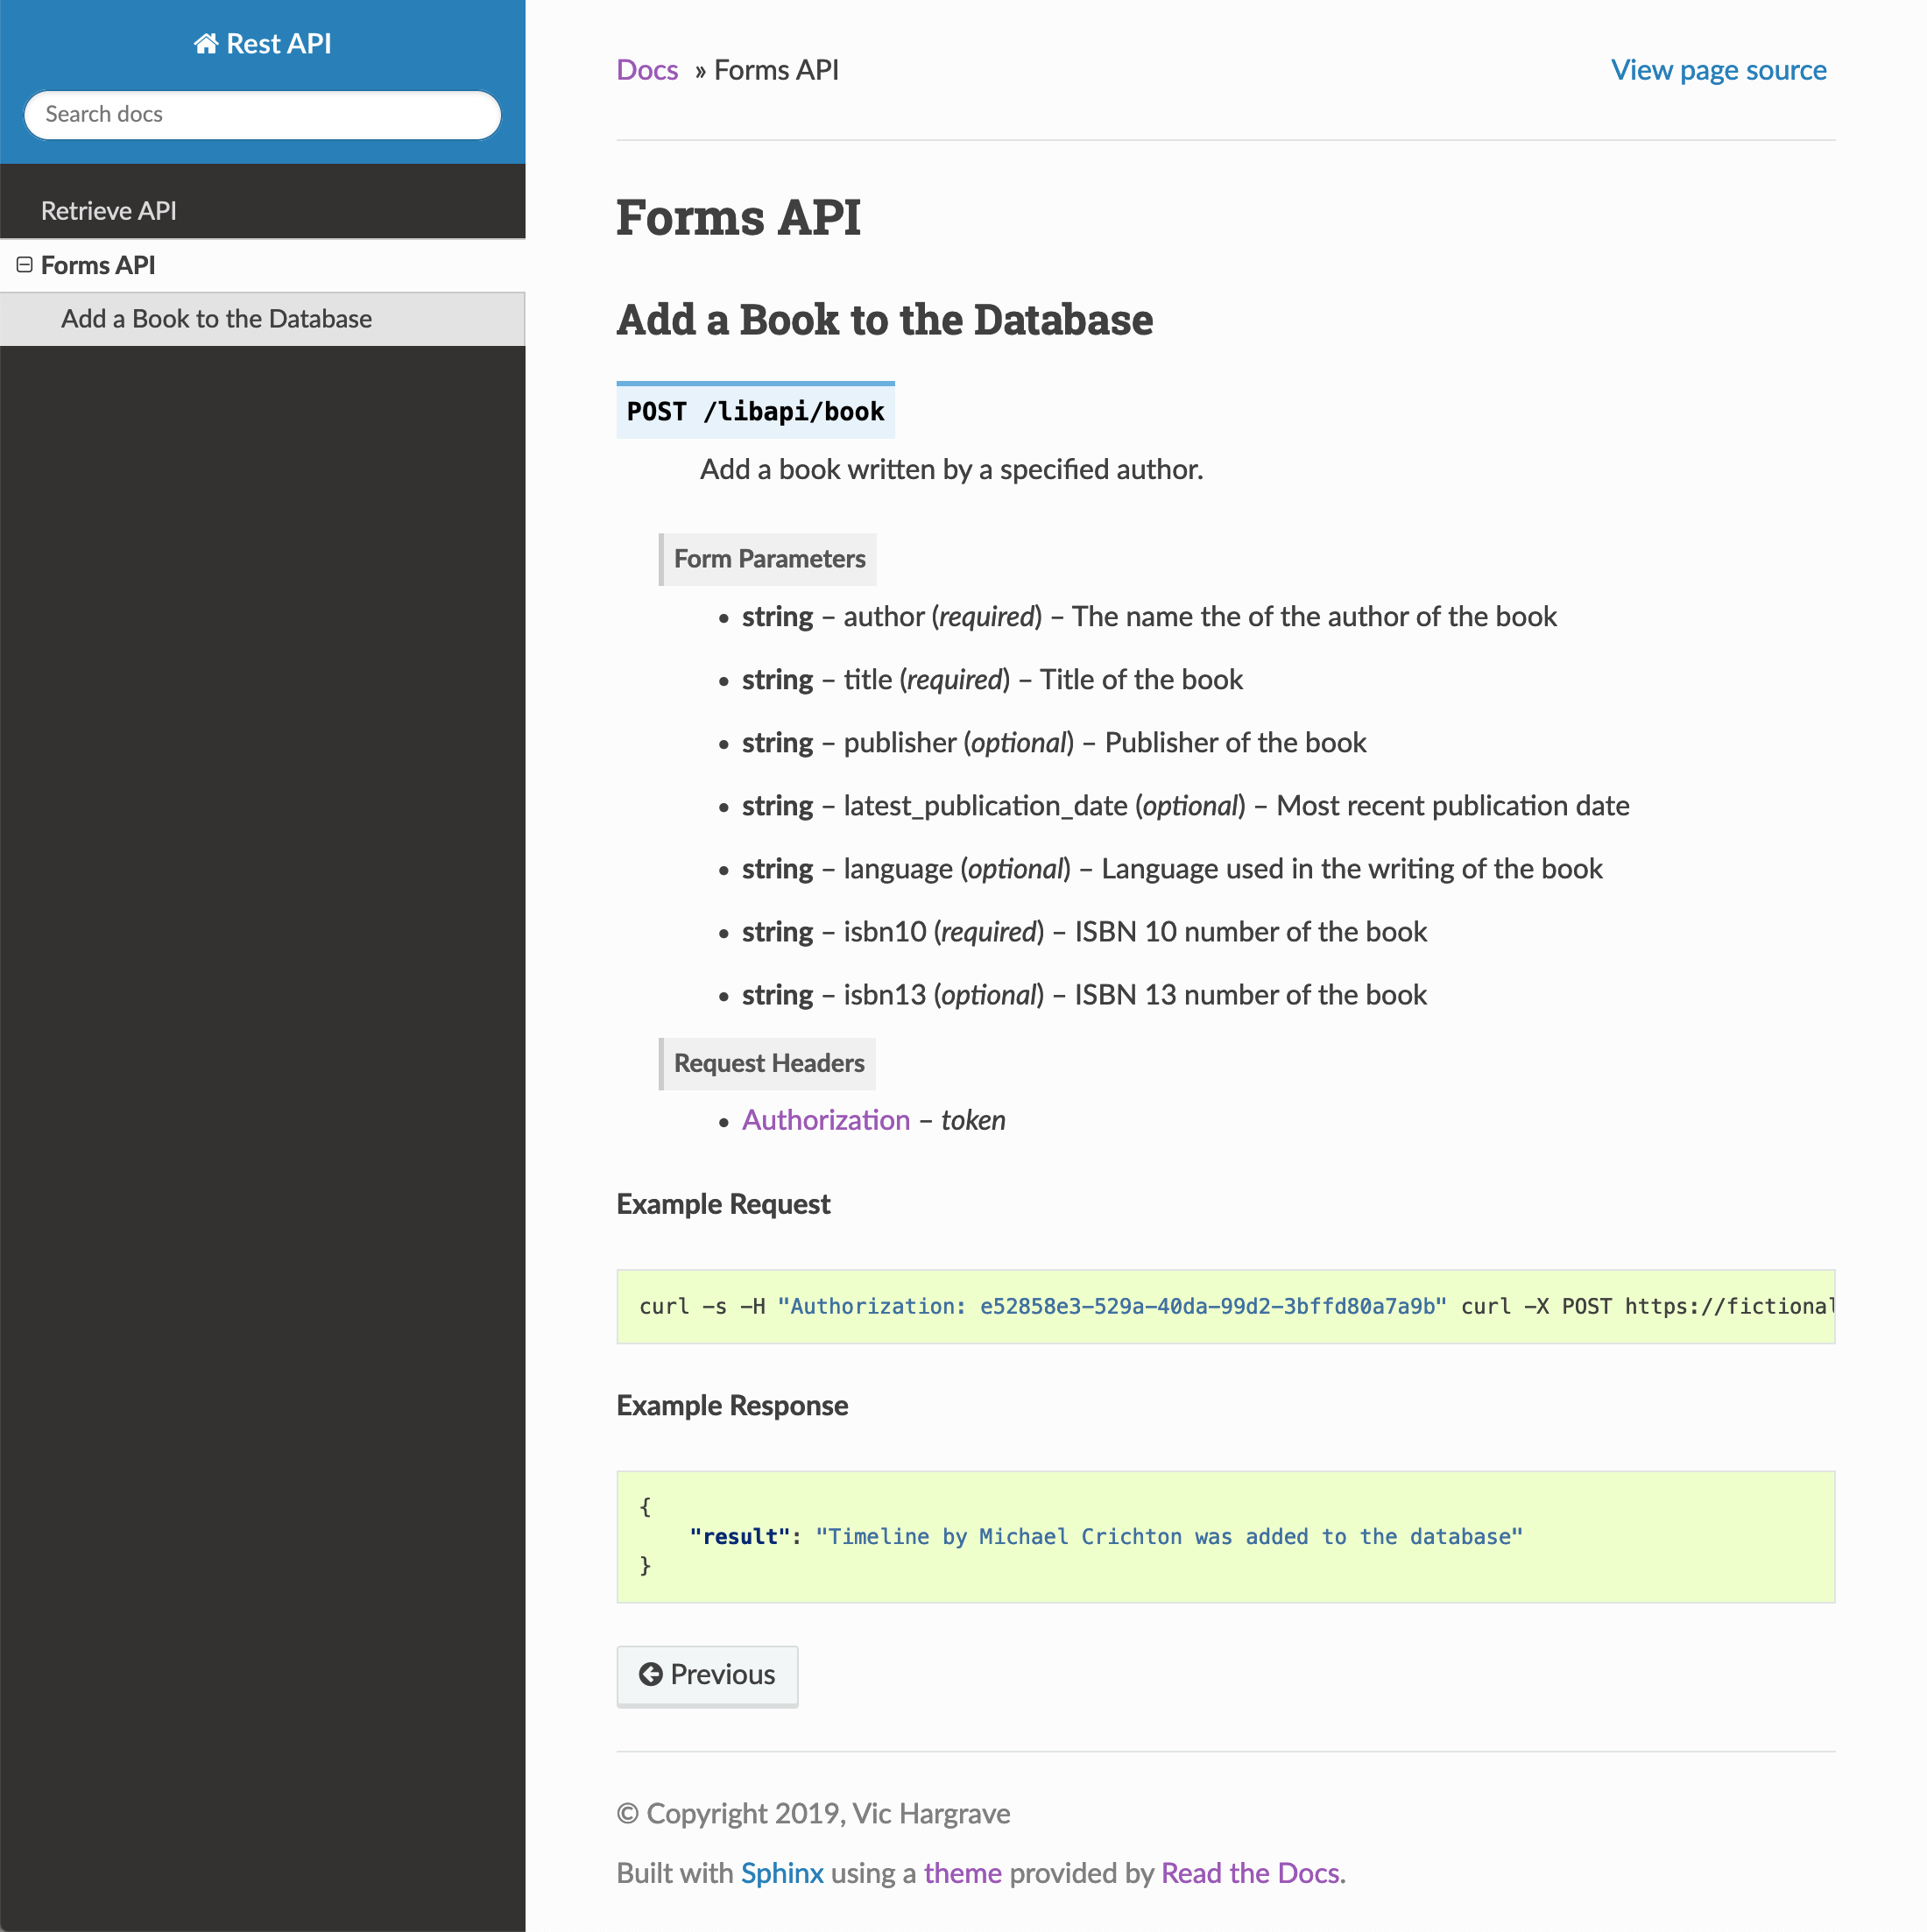 Rest API
Search docs
Retrieve API
Forms API
Add a Book to the Database
Docs » Forms API
View page source
Forms API
Add a Book to the Database
POST /libapi/book
Add a book written by a specified author.
Form Parameters
• string – author (required) – The name the of the author of the book
• string – title (required) – Title of the book
• string – publisher (optional) – Publisher of the book
• string – latest_publication_date (optional) – Most recent publication date
• string – language (optional) – Language used in the writing of the book
• string – isbn10 (required) – ISBN 10 number of the book
• string – isbn13 (optional) – ISBN 13 number of the book
Request Headers
• Authorization – token
Example Request
curl -s -H "Authorization: e52858e3-529a-40da-99d2-3bffd80a7a9b" curl -X POST https://fictional
Example Response
{
"result": "Timeline by Michael Crichton was added to the database"
}
Previous
© Copyright 2019, Vic Hargrave
Built with Sphinx using a theme provided by Read the Docs.